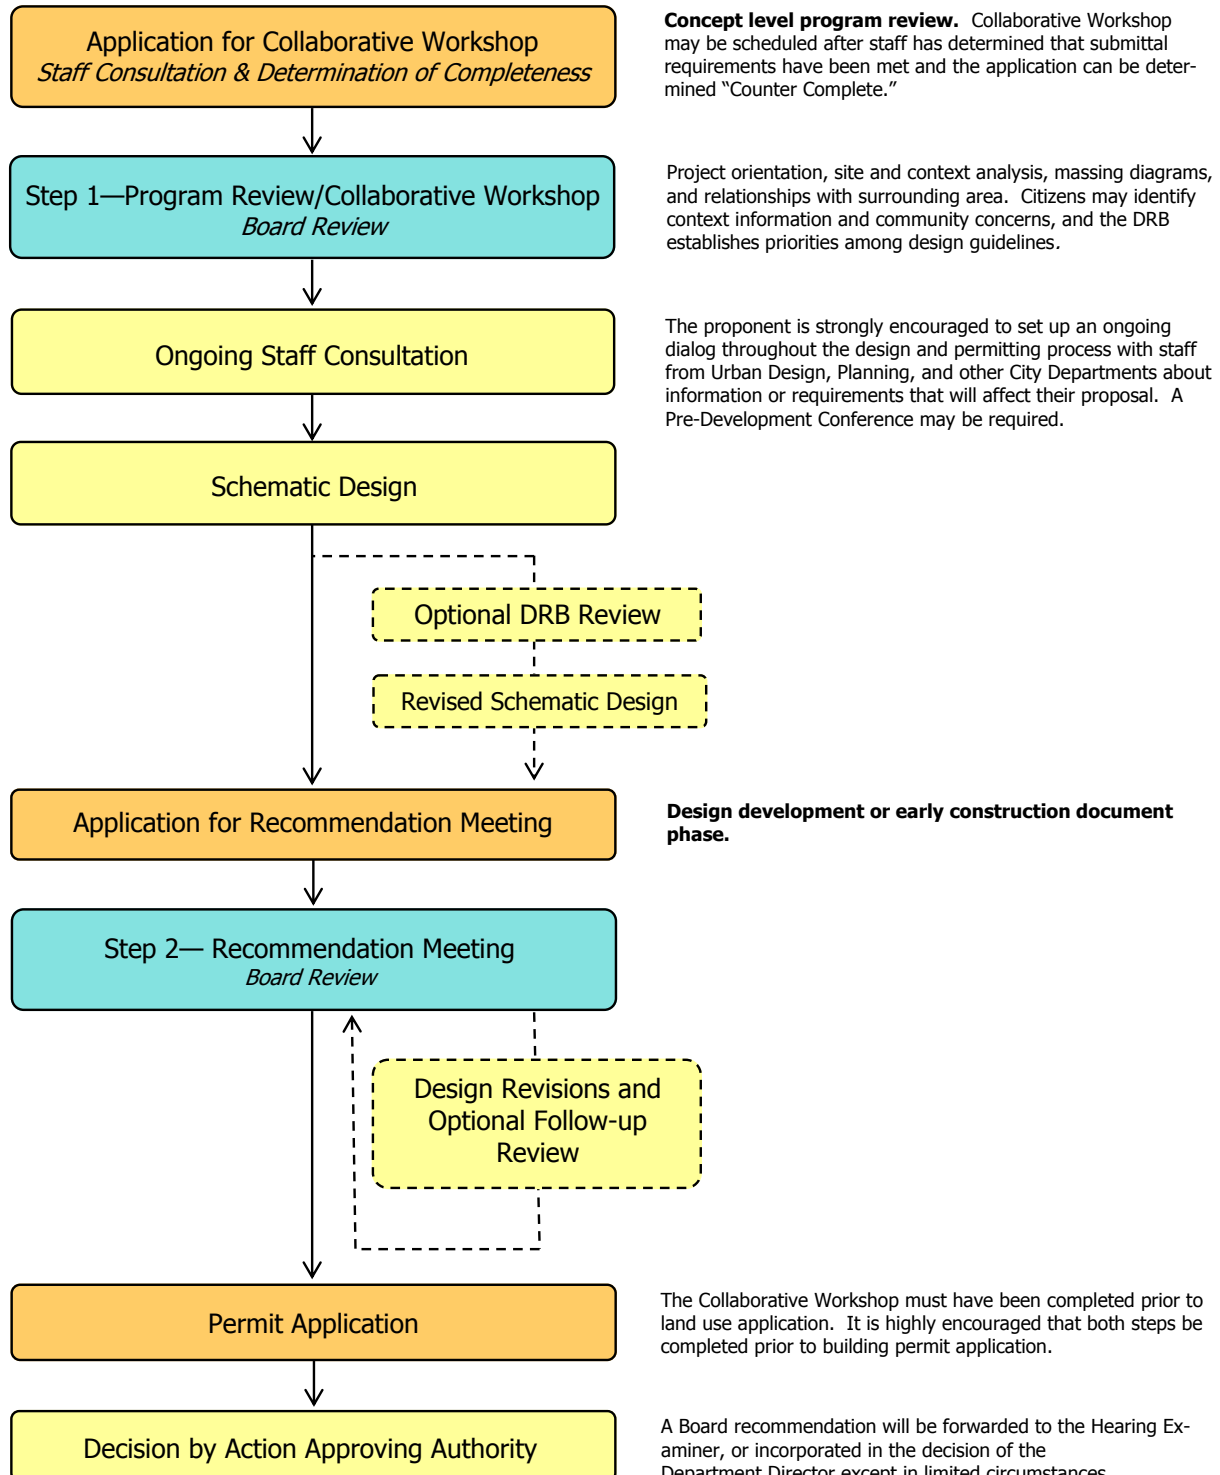 Application for Collaborative Workshop
Staff Consultation & Determination of Completeness
Concept level program review. Collaborative Workshop
may be scheduled after staff has determined that submittal
requirements have been met and the application can be deter-
mined “Counter Complete.”
Step 1—Program Review/Collaborative Workshop
Board Review
Project orientation, site and context analysis, massing diagrams,
and relationships with surrounding area. Citizens may identify
context information and community concerns, and the DRB
establishes priorities among design guidelines.
Ongoing Staff Consultation
The proponent is strongly encouraged to set up an ongoing
dialog throughout the design and permitting process with staff
from Urban Design, Planning, and other City Departments about
information or requirements that will affect their proposal. A
Pre-Development Conference may be required.
Schematic Design
Optional DRB Review
Revised Schematic Design
Application for Recommendation Meeting
Design development or early construction document
phase.
Step 2— Recommendation Meeting
Board Review
Design Revisions and
Optional Follow-up
Review
Permit Application
The Collaborative Workshop must have been completed prior to
land use application. It is highly encouraged that both steps be
completed prior to building permit application.
Decision by Action Approving Authority
A Board recommendation will be forwarded to the Hearing Ex-
aminer, or incorporated in the decision of the
Department Director except in limited circumstances